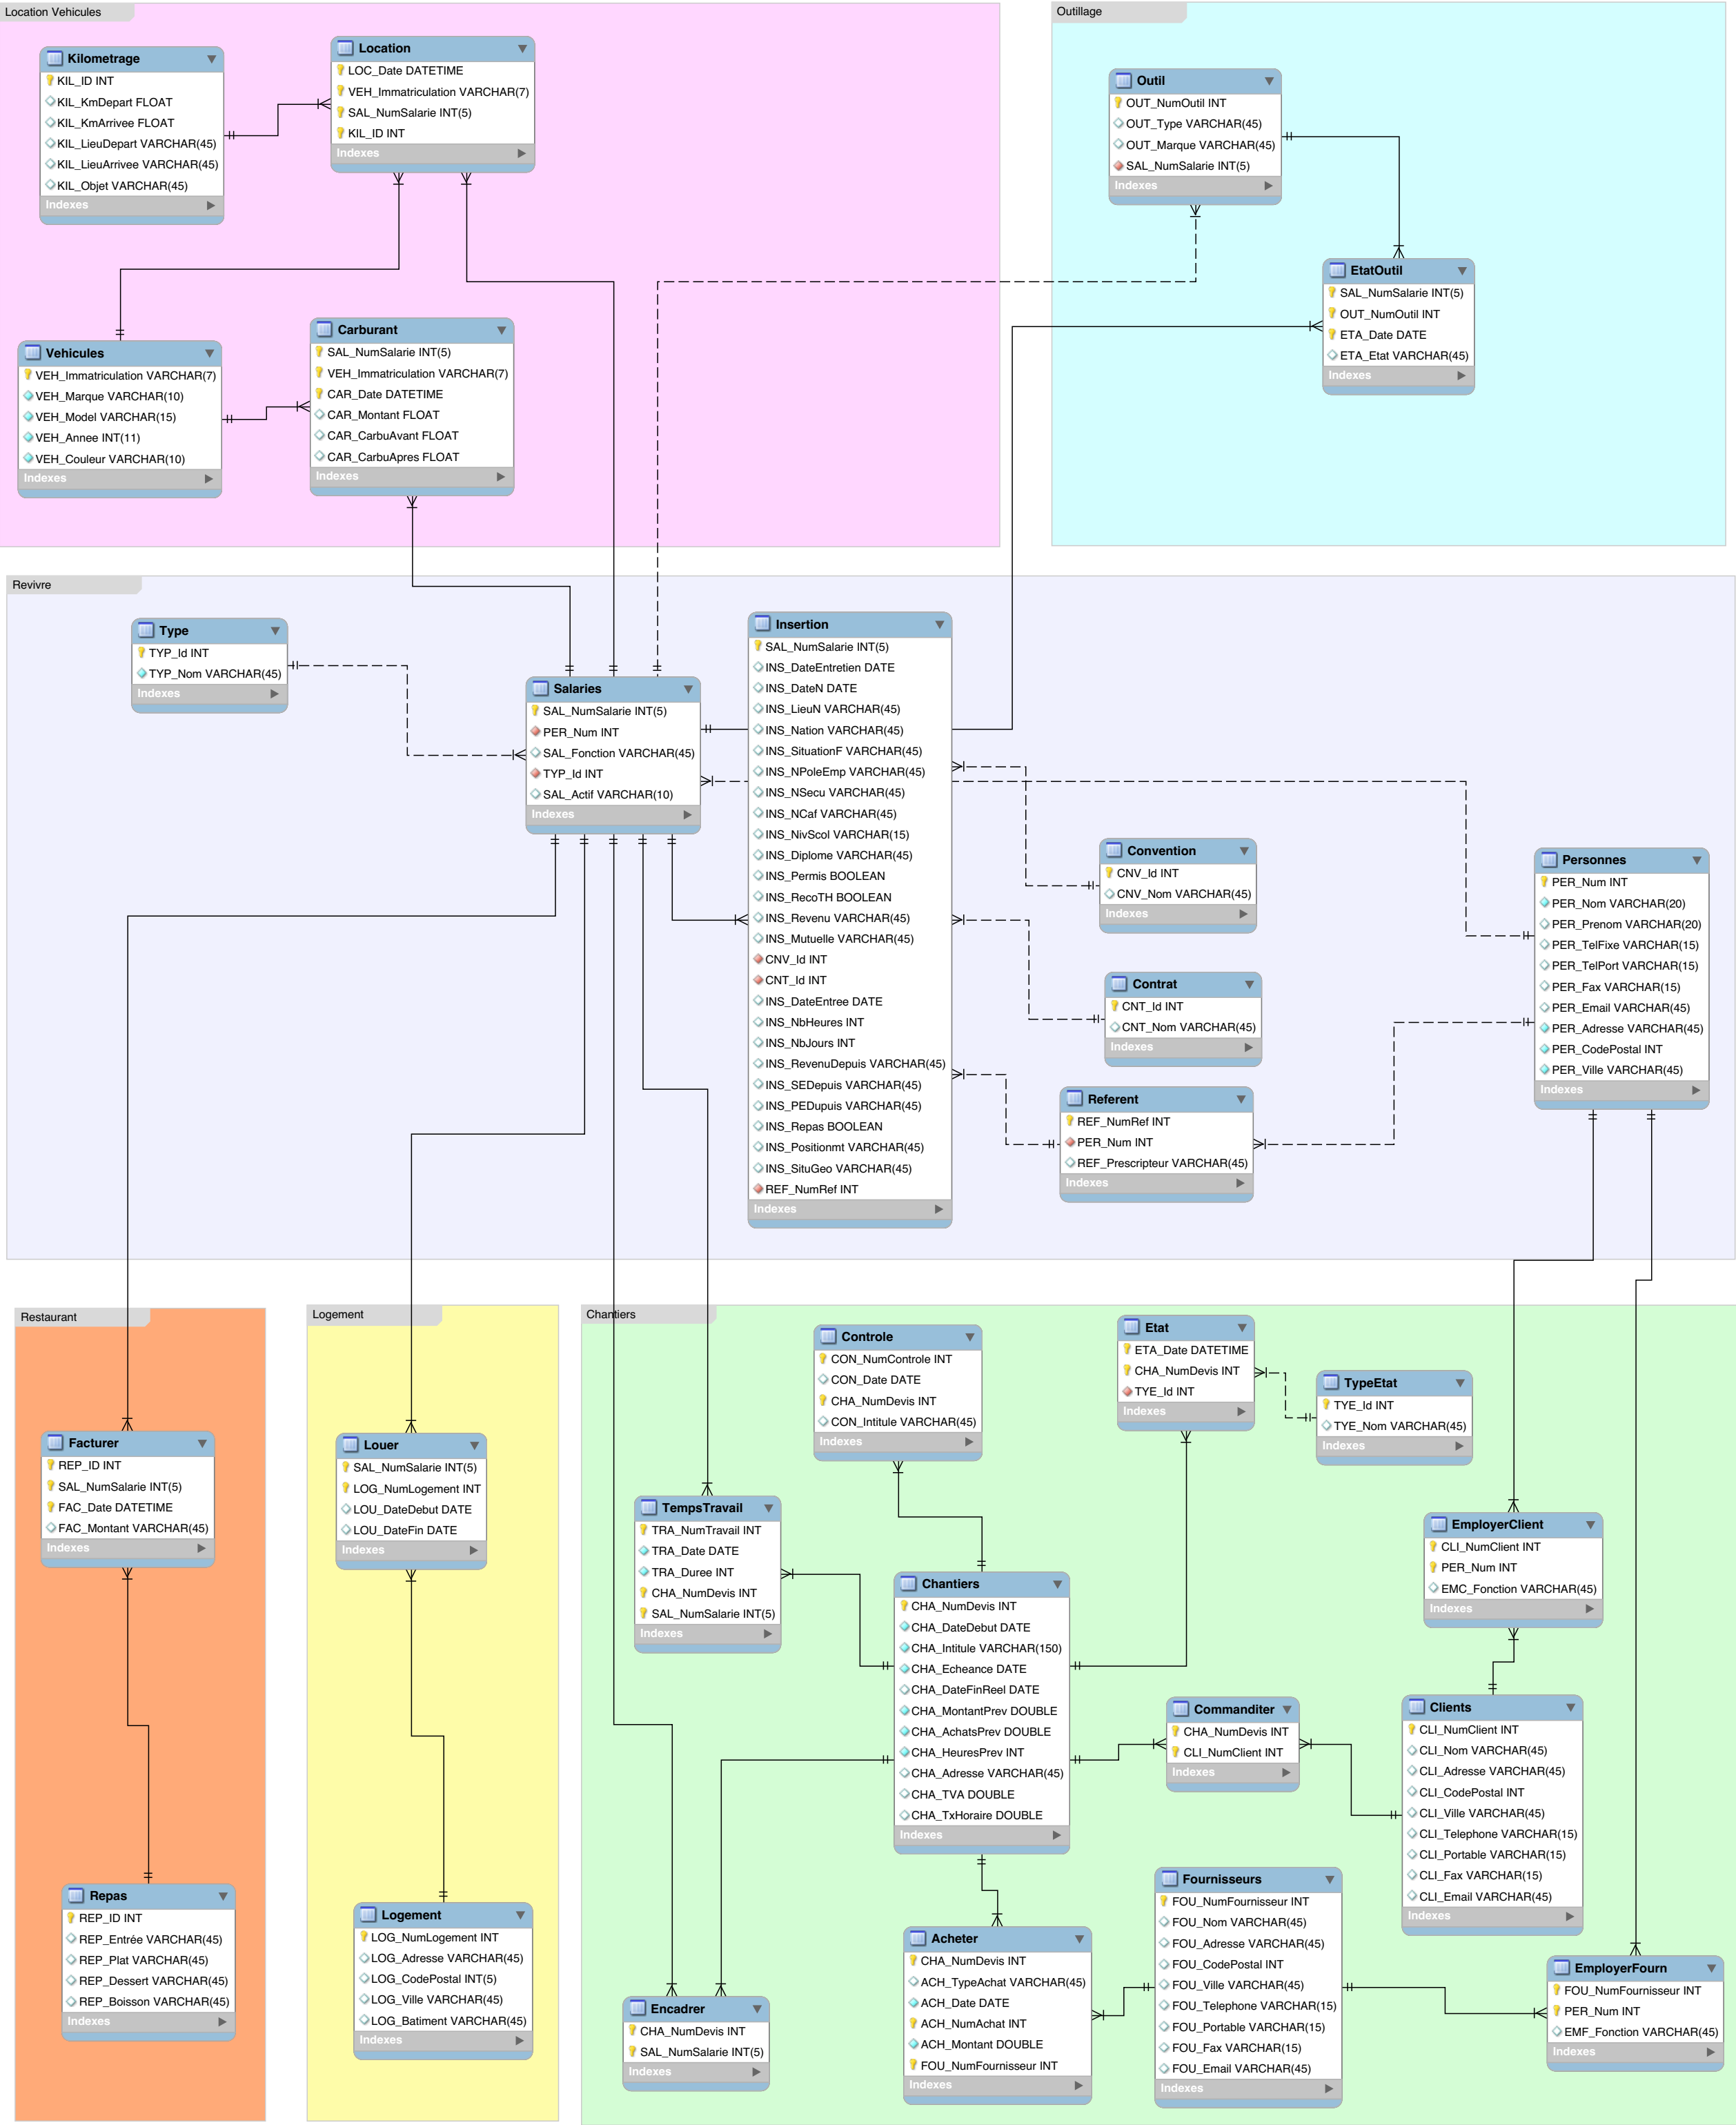 Location Vehicules
Kilometrage
KIL_ID INT
KIL_KmDepart FLOAT
KIL_KmArrivee FLOAT
KIL_LieuDepart VARCHAR(45)
KIL_LieuArrivee VARCHAR(45)
KIL_Objet VARCHAR(45)
Indexes
Location
LOC_Date DATETIME
VEH_Immatriculation VARCHAR(7)
SAL_NumSalarie INT(5)
KIL_ID INT
Indexes
Vehicules
VEH_Immatriculation VARCHAR(7)
VEH_Marque VARCHAR(10)
VEH_Model VARCHAR(15)
VEH_Annee INT(11)
VEH_Couleur VARCHAR(10)
Indexes
Carburant
SAL_NumSalarie INT(5)
VEH_Immatriculation VARCHAR(7)
CAR_Date DATETIME
CAR_Montant FLOAT
CAR_CarbuAvant FLOAT
CAR_CarbuApres FLOAT
Indexes
Outillage
Outil
OUT_NumOutil INT
OUT_Type VARCHAR(45)
OUT_Marque VARCHAR(45)
SAL_NumSalarie INT(5)
Indexes
EtatOutil
SAL_NumSalarie INT(5)
OUT_NumOutil INT
ETA_Date DATE
ETA_Etat VARCHAR(45)
Indexes
Revivre
Type
TYP_Id INT
TYP_Nom VARCHAR(45)
Indexes
Salaries
SAL_NumSalarie INT(5)
PER_Num INT
SAL_Fonction VARCHAR(45)
TYP_Id INT
SAL_Actif VARCHAR(10)
Indexes
Insertion
SAL_NumSalarie INT(5)
INS_DateEntretien DATE
INS_DateN DATE
INS_LieuN VARCHAR(45)
INS_Nation VARCHAR(45)
INS_SituationF VARCHAR(45)
INS_NPoleEmp VARCHAR(45)
INS_NSecu VARCHAR(45)
INS_NCaf VARCHAR(45)
INS_NivScol VARCHAR(15)
INS_Diplome VARCHAR(45)
INS_Permis BOOLEAN
INS_RecoTH BOOLEAN
INS_Revenu VARCHAR(45)
INS_Mutuelle VARCHAR(45)
CNV_Id INT
CNT_Id INT
INS_DateEntree DATE
INS_NbHeures INT
INS_NbJours INT
INS_RevenuDepuis VARCHAR(45)
INS_SEDepuis VARCHAR(45)
INS_PEDupuis VARCHAR(45)
INS_Repas BOOLEAN
INS_Positionmt VARCHAR(45)
INS_SituGeo VARCHAR(45)
REF_NumRef INT
Indexes
Convention
CNV_Id INT
CNV_Nom VARCHAR(45)
Indexes
Contrat
CNT_Id INT
CNT_Nom VARCHAR(45)
Indexes
Referent
REF_NumRef INT
PER_Num INT
REF_Prescripteur VARCHAR(45)
Indexes
Personnes
PER_Num INT
PER_Nom VARCHAR(20)
PER_Prenom VARCHAR(20)
PER_TelFixe VARCHAR(15)
PER_TelPort VARCHAR(15)
PER_Fax VARCHAR(15)
PER_Email VARCHAR(45)
PER_Adresse VARCHAR(45)
PER_CodePostal INT
PER_Ville VARCHAR(45)
Indexes
Restaurant
Facturer
REP_ID INT
SAL_NumSalarie INT(5)
FAC_Date DATETIME
FAC_Montant VARCHAR(45)
Indexes
Repas
REP_ID INT
REP_Entrée VARCHAR(45)
REP_Plat VARCHAR(45)
REP_Dessert VARCHAR(45)
REP_Boisson VARCHAR(45)
Indexes
Logement
Louer
SAL_NumSalarie INT(5)
LOG_NumLogement INT
LOU_DateDebut DATE
LOU_DateFin DATE
Indexes
Logement
LOG_NumLogement INT
LOG_Adresse VARCHAR(45)
LOG_CodePostal INT(5)
LOG_Ville VARCHAR(45)
LOG_Batiment VARCHAR(45)
Indexes
Chantiers
Controle
CON_NumControle INT
CON_Date DATE
CHA_NumDevis INT
CON_Intitule VARCHAR(45)
Indexes
Etat
ETA_Date DATETIME
CHA_NumDevis INT
TYE_Id INT
Indexes
TypeEtat
TYE_Id INT
TYE_Nom VARCHAR(45)
Indexes
TempsTravail
TRA_NumTravail INT
TRA_Date DATE
TRA_Duree INT
CHA_NumDevis INT
SAL_NumSalarie INT(5)
Indexes
Chantiers
CHA_NumDevis INT
CHA_DateDebut DATE
CHA_Intitule VARCHAR(150)
CHA_Echeance DATE
CHA_DateFinReel DATE
CHA_MontantPrev DOUBLE
CHA_AchatsPrev DOUBLE
CHA_HeuresPrev INT
CHA_Adresse VARCHAR(45)
CHA_TVA DOUBLE
CHA_TxHoraire DOUBLE
Indexes
EmployerClient
CLI_NumClient INT
PER_Num INT
EMC_Fonction VARCHAR(45)
Indexes
Commanditer
CHA_NumDevis INT
CLI_NumClient INT
Indexes
Clients
CLI_NumClient INT
CLI_Nom VARCHAR(45)
CLI_Adresse VARCHAR(45)
CLI_CodePostal INT
CLI_Ville VARCHAR(45)
CLI_Telephone VARCHAR(15)
CLI_Portable VARCHAR(15)
CLI_Fax VARCHAR(15)
CLI_Email VARCHAR(45)
Indexes
Encadrer
CHA_NumDevis INT
SAL_NumSalarie INT(5)
Indexes
Acheter
CHA_NumDevis INT
ACH_TypeAchat VARCHAR(45)
ACH_Date DATE
ACH_NumAchat INT
ACH_Montant DOUBLE
FOU_NumFournisseur INT
Indexes
Fournisseurs
FOU_NumFournisseur INT
FOU_Nom VARCHAR(45)
FOU_Adresse VARCHAR(45)
FOU_CodePostal INT
FOU_Ville VARCHAR(45)
FOU_Telephone VARCHAR(15)
FOU_Portable VARCHAR(15)
FOU_Fax VARCHAR(15)
FOU_Email VARCHAR(45)
Indexes
EmployerFourn
FOU_NumFournisseur INT
PER_Num INT
EMF_Fonction VARCHAR(45)
Indexes